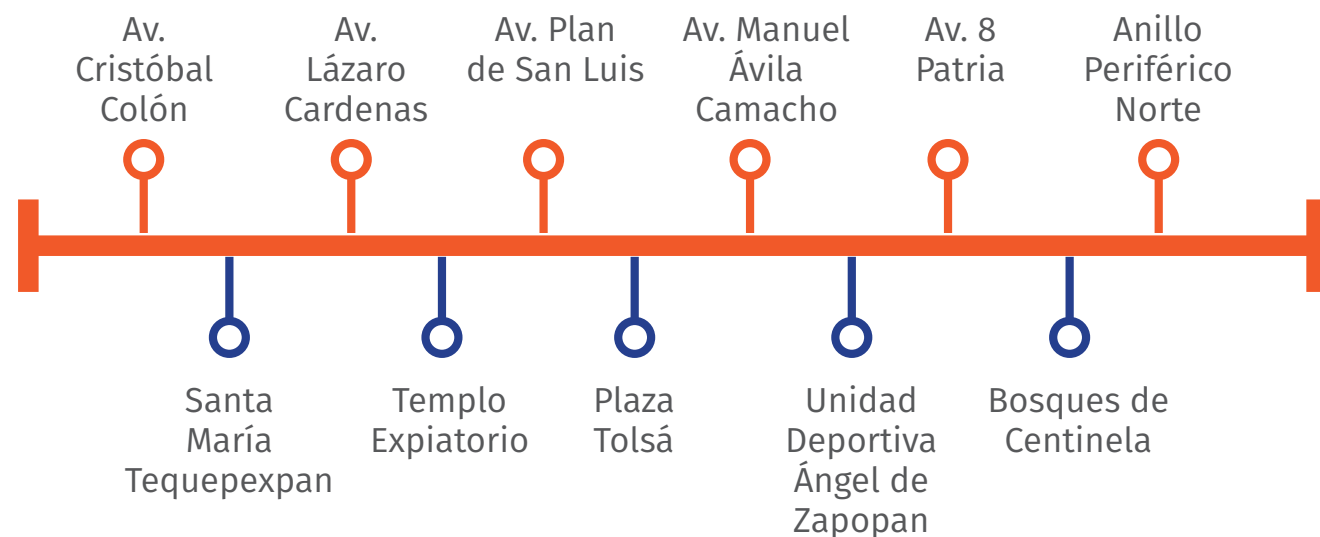 Av.
Cristóbal
Colón
Av.
Lázaro
Cardenas
Av. Plan
de San Luis
Av. Manuel
Ávila
Camacho
Av. 8
Patria
Anillo
Periférico
Norte
Santa
María
Tequepexpan
Templo
Expiatorio
Plaza
Tolsá
Unidad
Deportiva
Ángel de
Zapopan
Bosques de
Centinela